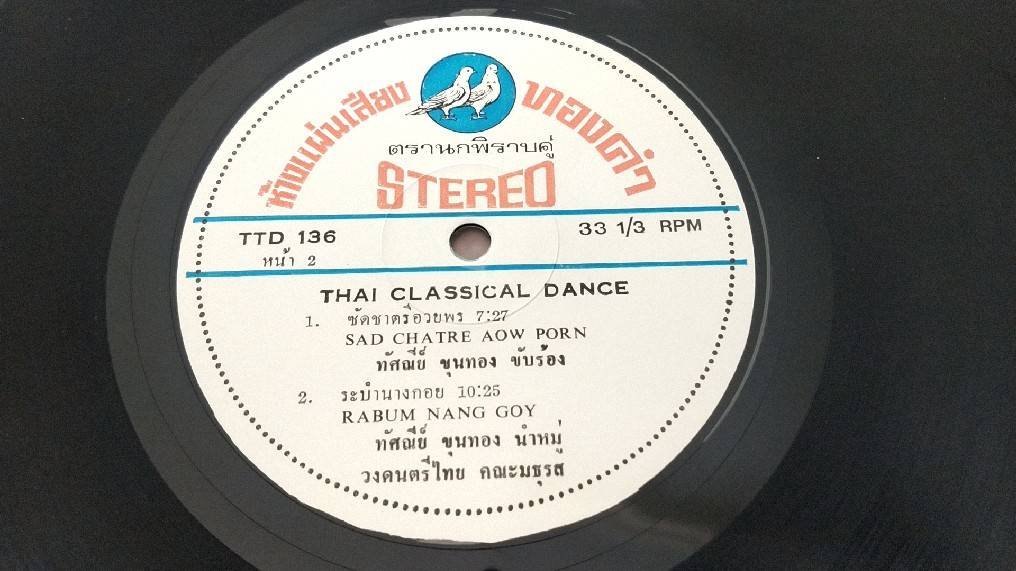 ห้างแผ่นเสียง ทองคำ
ตรานกพิราบคู่
STEREO
TTD 136 33 1/3 RPM
หน้า 2
THAI CLASSICAL DANCE
1. ซัดชาตรีอวยพร 7:27
SAD CHATRE AOW PORN
ทัศณีย์ ขุนทอง ขับร้อง
2. ระบำนางกอย 10:25
RABUM NANG GOY
ทัศณีย์ ขุนทอง นำหมู่
วงดนตรีไทย คณะมธุรส